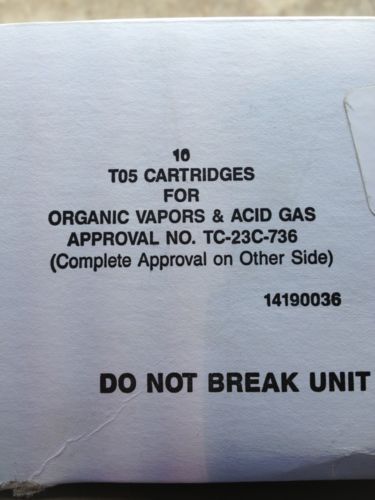 10
T05 CARTRIDGES
FOR
ORGANIC VAPORS & ACID GAS
APPROVAL NO. TC-23C-736
(Complete Approval on Other Side)
14190036
DO NOT BREAK UNIT